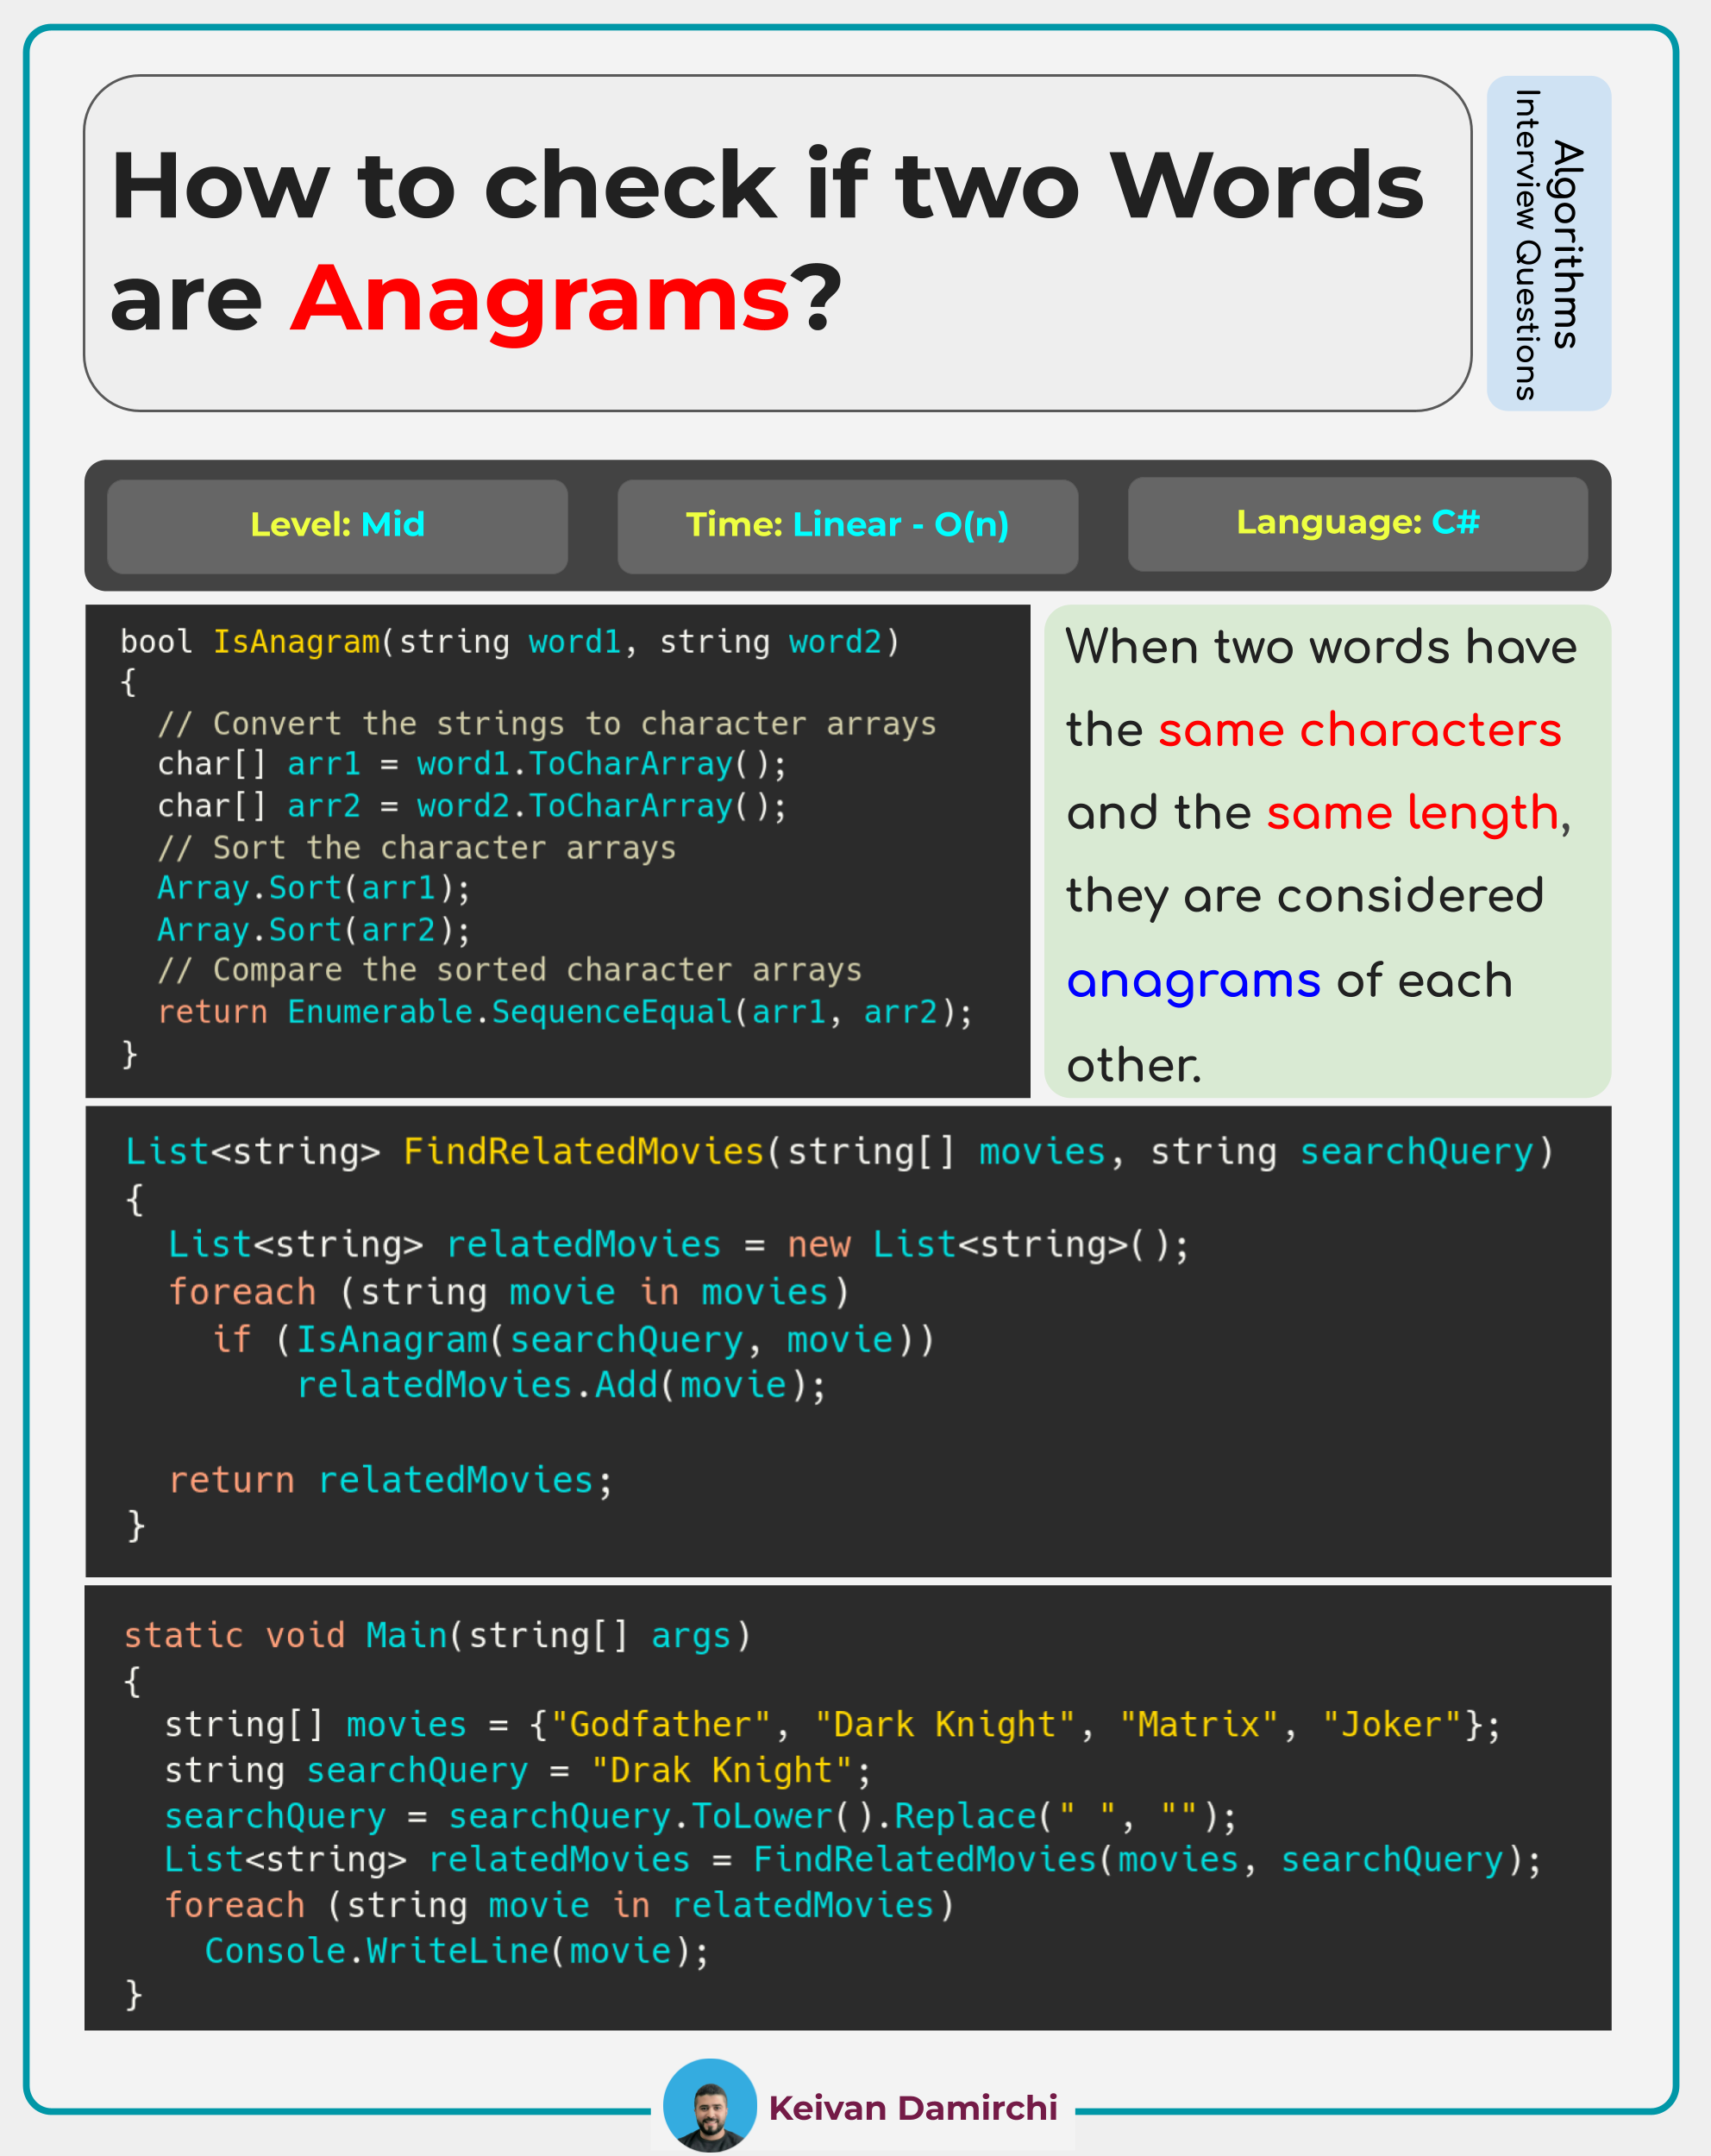 How to check if two Words
are Anagrams?
Algorithms
Interview Questions
Level: Mid
Time: Linear - O(n)
Language: C#
bool IsAnagram(string word1, string word2)
{
  // Convert the strings to character arrays
  char[] arr1 = word1.ToCharArray();
  char[] arr2 = word2.ToCharArray();
  // Sort the character arrays
  Array.Sort(arr1);
  Array.Sort(arr2);
  // Compare the sorted character arrays
  return Enumerable.SequenceEqual(arr1, arr2);
}
When two words have
the same characters
and the same length,
they are considered
anagrams of each
other.
List<string> FindRelatedMovies(string[] movies, string searchQuery)
{
  List<string> relatedMovies = new List<string>();
  foreach (string movie in movies)
    if (IsAnagram(searchQuery, movie))
        relatedMovies.Add(movie);
  return relatedMovies;
}
static void Main(string[] args)
{
  string[] movies = {"Godfather", "Dark Knight", "Matrix", "Joker"};
  string searchQuery = "Drak Knight";
  searchQuery = searchQuery.ToLower().Replace(" ", "");
  List<string> relatedMovies = FindRelatedMovies(movies, searchQuery);
  foreach (string movie in relatedMovies)
    Console.WriteLine(movie);
}
Keivan Damirchi